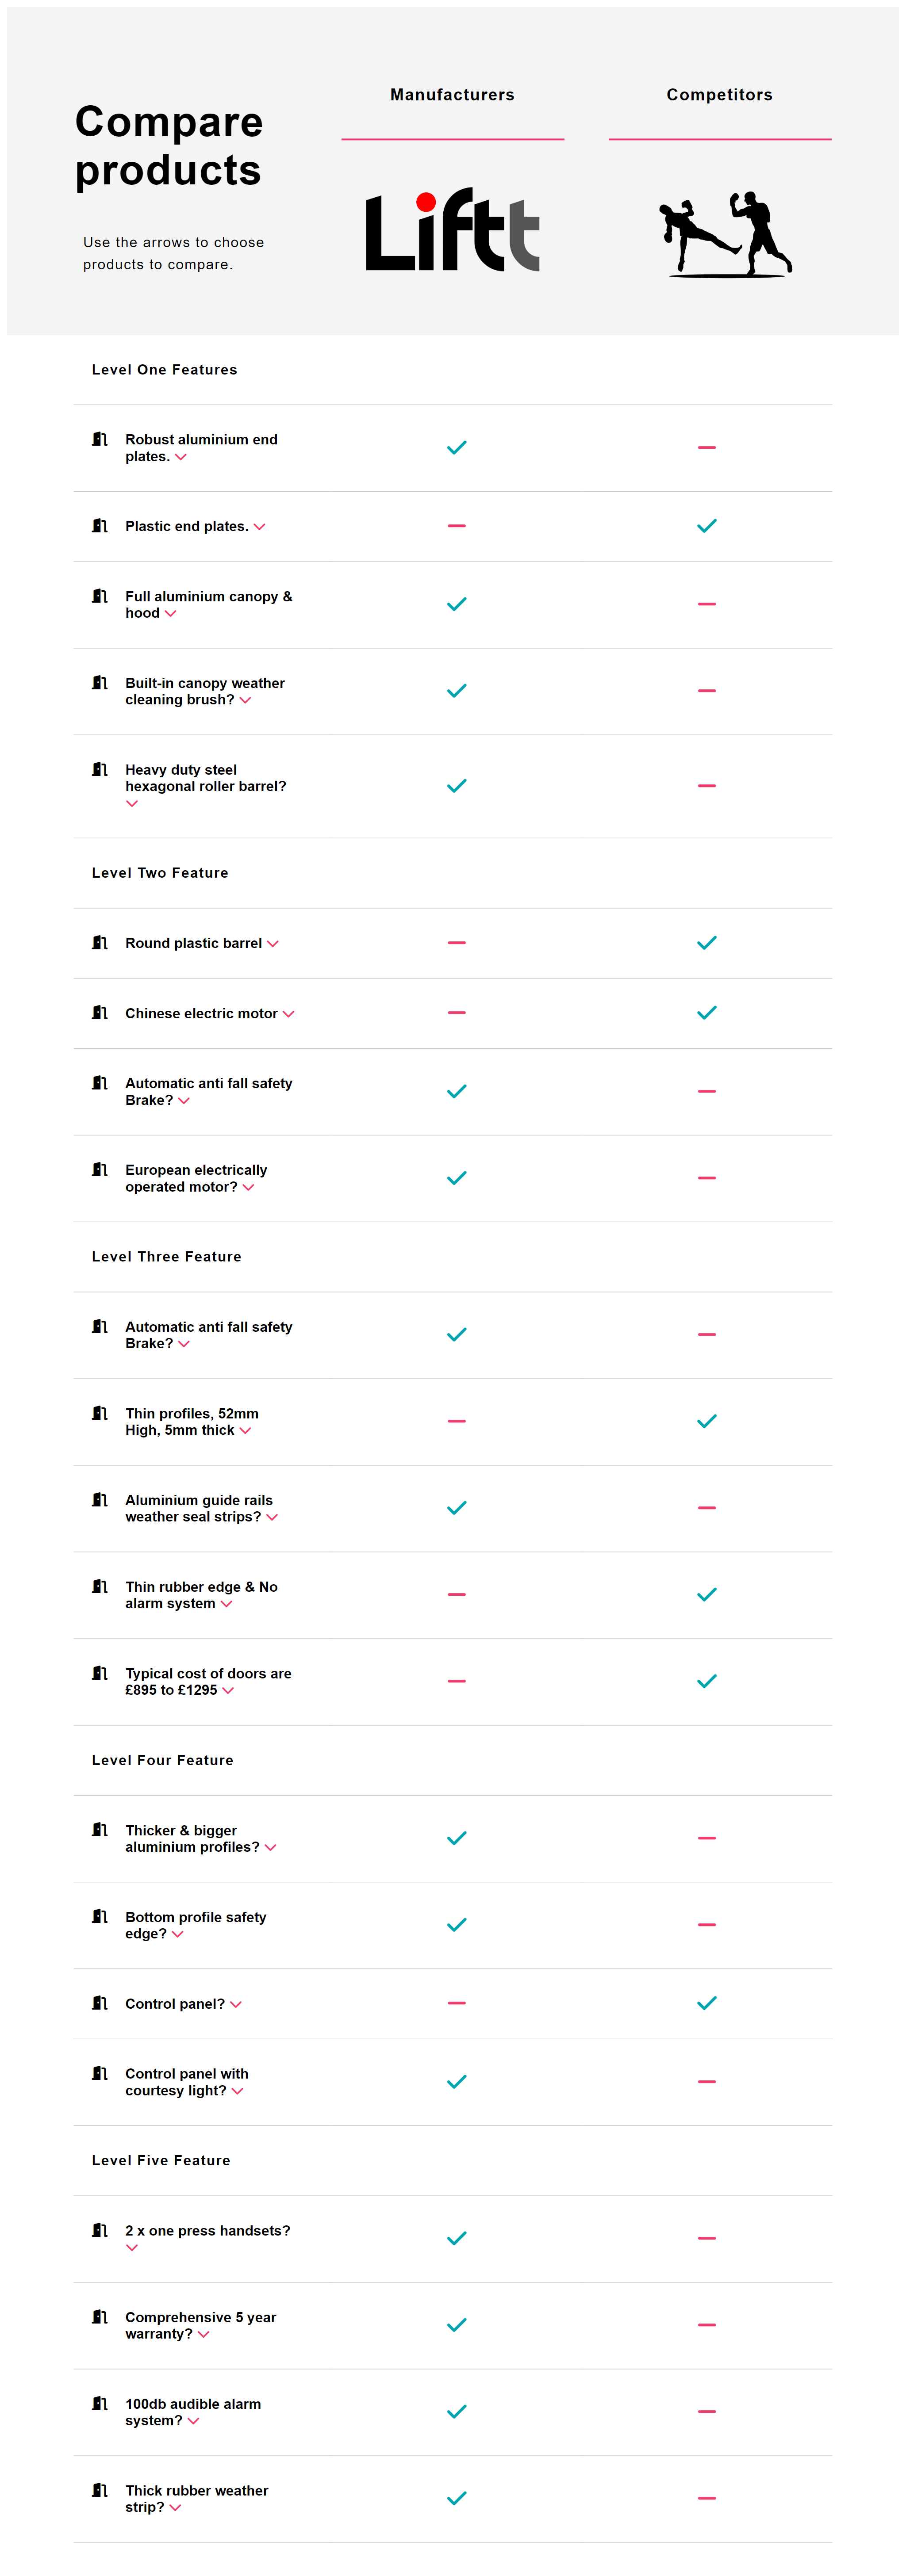 Compare
products
Use the arrows to choose
products to compare.
Manufacturers
Competitors
Liftt
Level One Features
Robust aluminium end
plates.
Plastic end plates.
Full aluminium canopy &
hood
Built-in canopy weather
cleaning brush?
Heavy duty steel
hexagonal roller barrel?
Level Two Feature
Round plastic barrel
Chinese electric motor
Automatic anti fall safety
Brake?
European electrically
operated motor?
Level Three Feature
Automatic anti fall safety
Brake?
Thin profiles, 52mm
High, 5mm thick
Aluminium guide rails
weather seal strips?
Thin rubber edge & No
alarm system
Typical cost of doors are
£895 to £1295
Level Four Feature
Thicker & bigger
aluminium profiles?
Bottom profile safety
edge?
Control panel?
Control panel with
courtesy light?
Level Five Feature
2 x one press handsets?
Comprehensive 5 year
warranty?
100db audible alarm
system?
Thick rubber weather
strip?